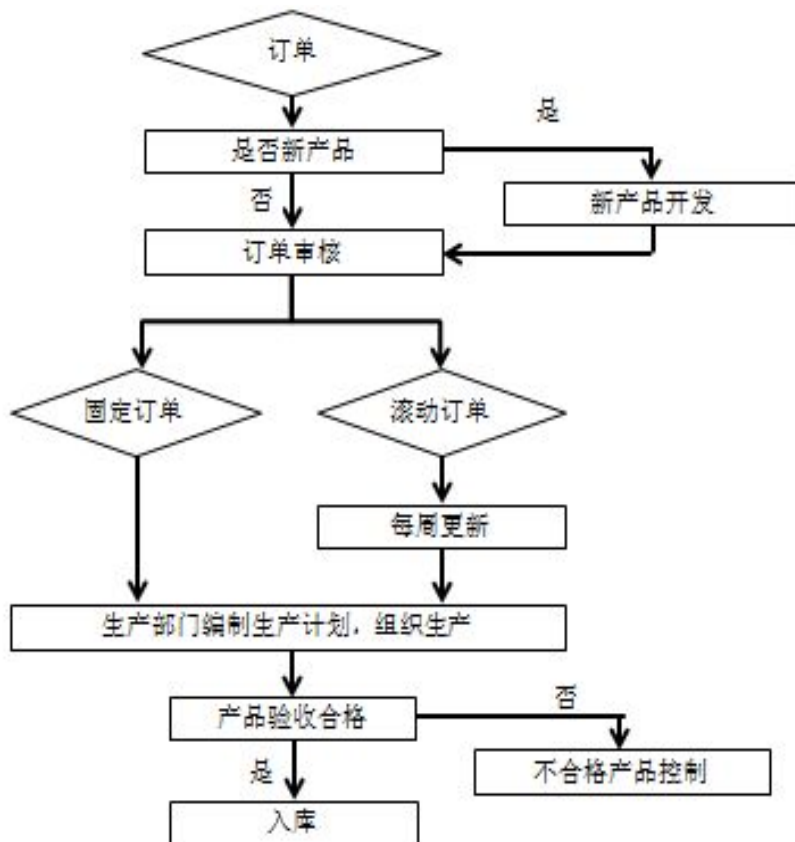 订单
是
是否新产品
否
新产品开发
订单审核
固定订单
滚动订单
每周更新
生产部门编制生产计划，组织生产
否
产品验收合格
是
不合格产品控制
入库